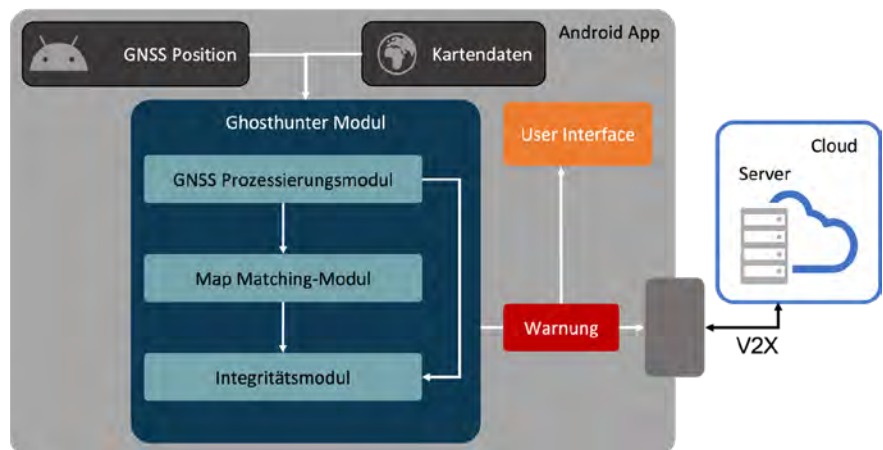 Android App
GNSS Position
Kartendaten
Ghosthunter Modul
GNSS Prozessierungsmodul
Map Matching-Modul
Integritätsmodul
User Interface
Warnung
Cloud
Server
V2X